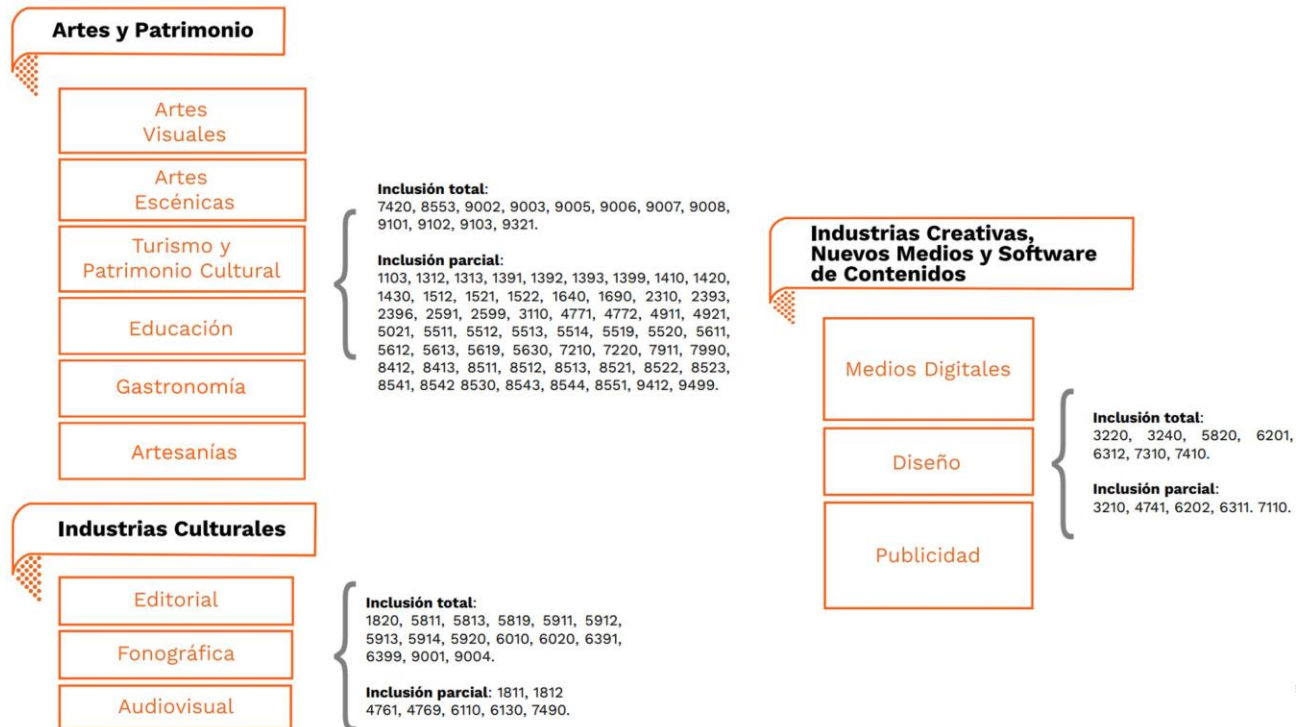 Artes y Patrimonio
Artes
Visuales
Artes
Escénicas
Turismo y
Patrimonio Cultural
Educación
Gastronomía
Artesanías
Inclusión total:
7420, 8553, 9002, 9003, 9005, 9006, 9007, 9008,
9101, 9102, 9103, 9321.
Inclusión parcial:
1103, 1312, 1313, 1391, 1392, 1393, 1399, 1410, 1420,
1430, 1512, 1521, 1522, 1640, 1690, 2310, 2393,
2396, 2591, 2599, 3110, 4771, 4772, 4911, 4921,
5021, 5511, 5512, 5513, 5514, 5519, 5520, 5611,
5612, 5613, 5619, 5630, 7210, 7220, 7911, 7990,
8412, 8413, 8511, 8512, 8513, 8521, 8522, 8523,
8541, 8542 8530, 8543, 8544, 8551, 9412, 9499.
Industrias Culturales
Editorial
Fonográfica
Audiovisual
Inclusión total:
1820, 5811, 5813, 5819, 5911, 5912,
5913, 5914, 5920, 6010, 6020, 6391,
6399, 9001, 9004.
Inclusión parcial: 1811, 1812
4761, 4769, 6110, 6130, 7490.
Industrias Creativas,
Nuevos Medios y Software
de Contenidos
Medios Digitales
Diseño
Publicidad
Inclusión total:
3220, 3240, 5820, 6201,
6312, 7310, 7410.
Inclusión parcial:
3210, 4741, 6202, 6311. 7110.